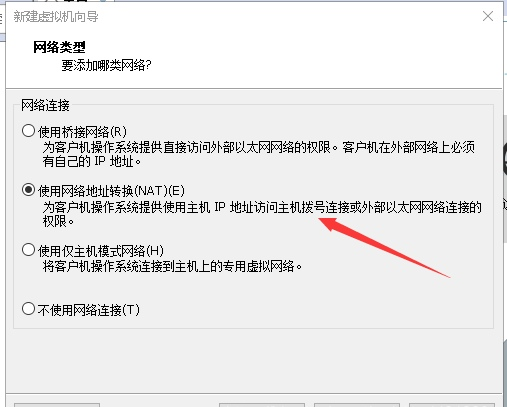 新建虚拟机向导
网络类型
要添加哪类网络?
网络连接
使用桥接网络(R)
为客户机操作系统提供直接访问外部以太网网络的权限。客户机在外部网络上必须
有自己的 IP 地址。
使用网络地址转换(NAT)(E)
为客户机操作系统提供使用主机 IP 地址访问主机拨号连接或外部以太网网络连接的
权限。
使用仅主机模式网络(H)
将客户机操作系统连接到主机上的专用虚拟网络。
不使用网络连接(T)